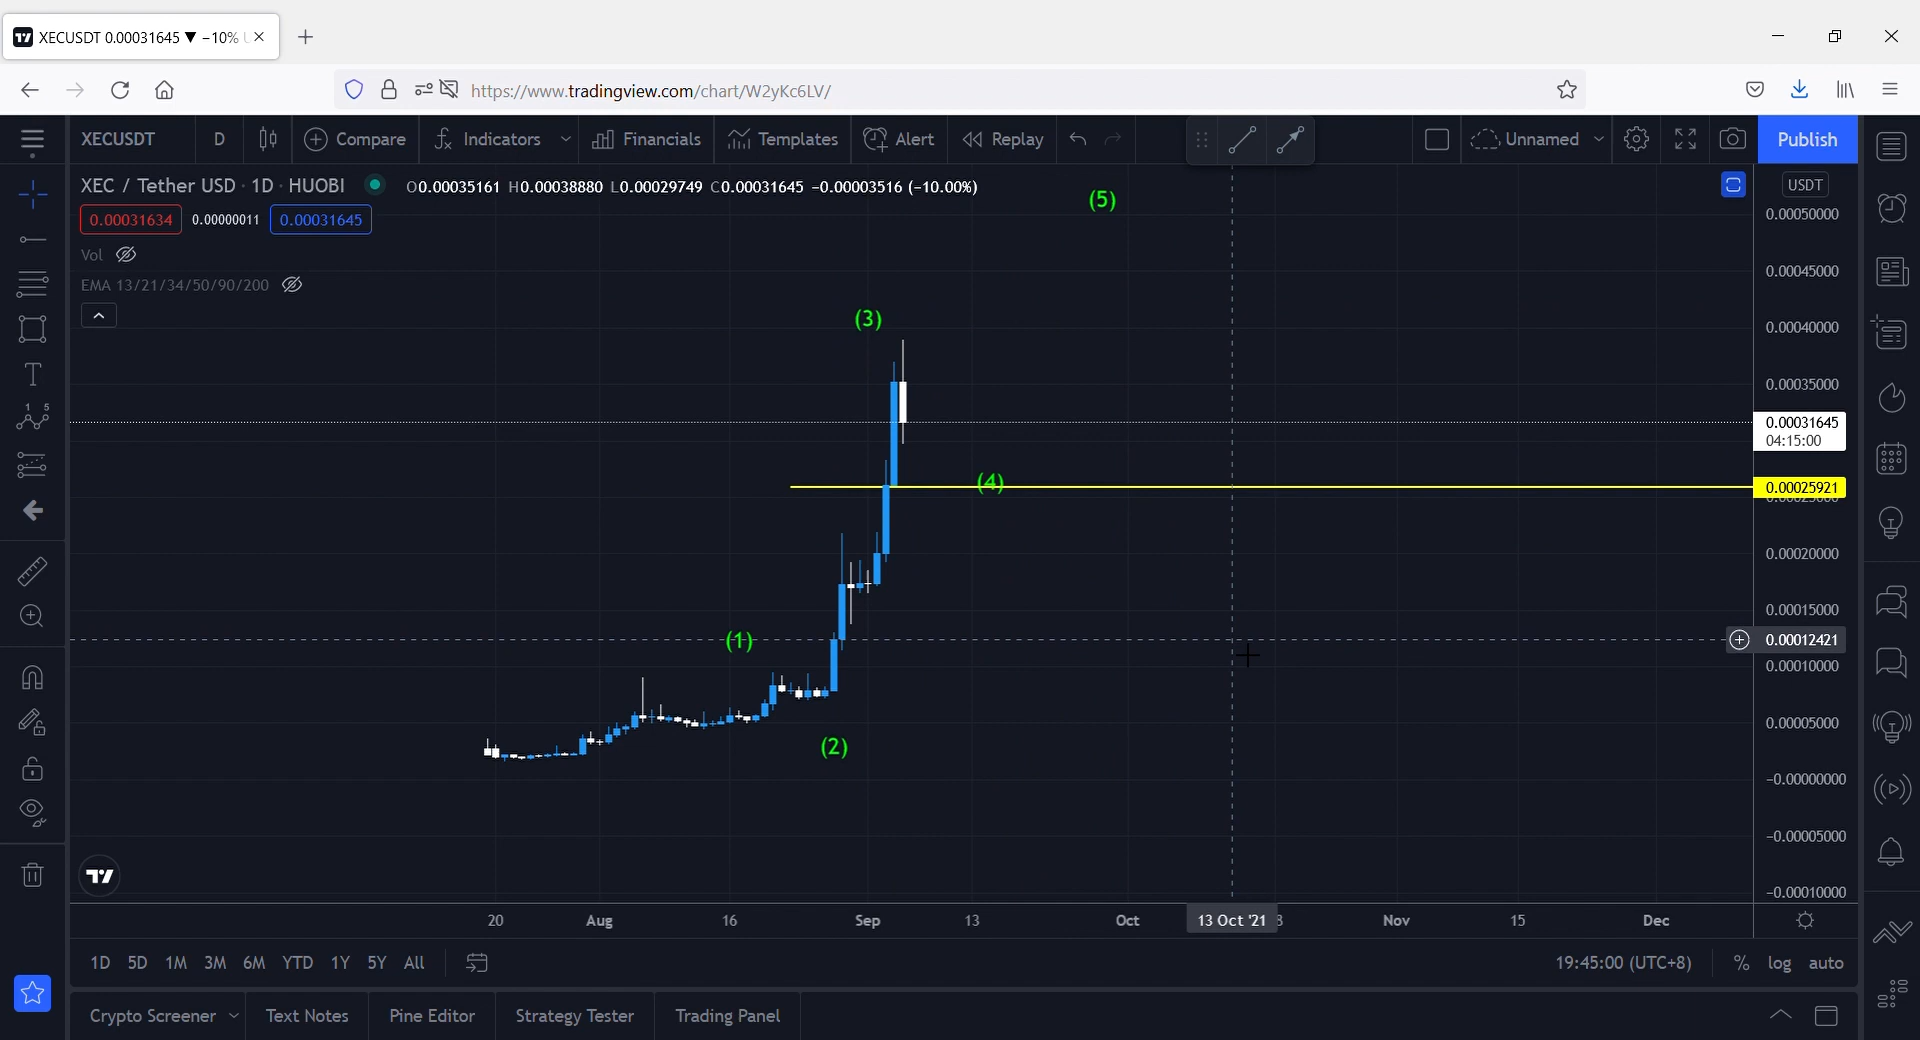 XECUSDT 0.00031645 ▼ −10% U
https://www.tradingview.com/chart/W2yKc6LV/
XECUSDT D Compare Indicators Financials Templates Alert Replay Unnamed Publish
XEC / Tether USD · 1D · HUOBI O0.00035161 H0.00038880 L0.00029749 C0.00031645 −0.00003516 (−10.00%)
USDT
0.00031634 0.00000011 0.00031645
Vol
EMA 13/21/34/50/90/200
(5)
(3)
(4)
(1)
(2)
0.00050000
0.00045000
0.00040000
0.00035000
0.00031645
04:15:00
0.00025921
0.00020000
0.00015000
0.00012421
0.00010000
0.00005000
−0.00000000
−0.00005000
−0.00010000
20 Aug 16 Sep 13 Oct 13 Oct '21 Nov 15 Dec
1D 5D 1M 3M 6M YTD 1Y 5Y All 19:45:00 (UTC+8) % log auto
Crypto Screener Text Notes Pine Editor Strategy Tester Trading Panel